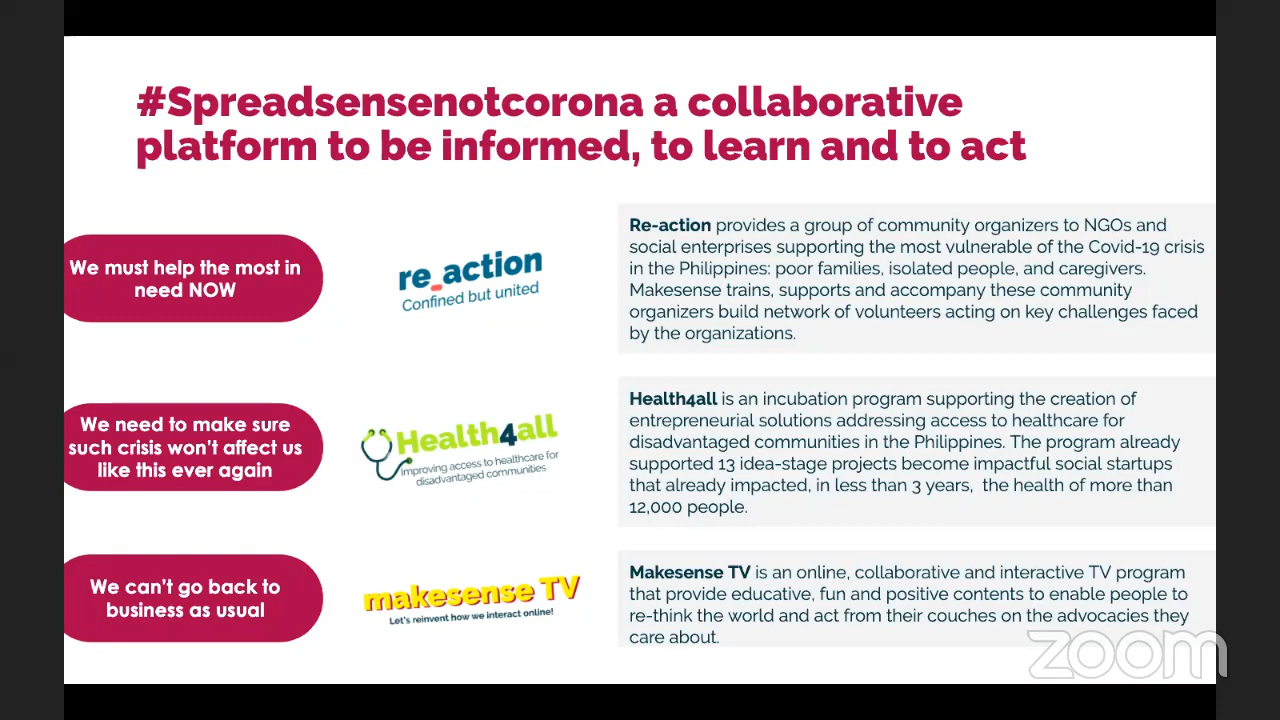 #Spreadsensenotcorona a collaborative
platform to be informed, to learn and to act
We must help the most in
need NOW
re_action
Confined but united
Re-action provides a group of community organizers to NGOs and
social enterprises supporting the most vulnerable of the Covid-19 crisis
in the Philippines: poor families, isolated people, and caregivers.
Makesense trains, supports and accompany these community
organizers build network of volunteers acting on key challenges faced
by the organizations.
We need to make sure
such crisis won't affect us
like this ever again
Health4all
Improving access to healthcare for
disadvantaged communities
Health4all is an incubation program supporting the creation of
entrepreneurial solutions addressing access to healthcare for
disadvantaged communities in the Philippines. The program already
supported 13 idea-stage projects become impactful social startups
that already impacted, in less than 3 years, the health of more than
12,000 people.
We can't go back to
business as usual
makesense TV
Let's reinvent how we interact online!
Makesense TV is an online, collaborative and interactive TV program
that provide educative, fun and positive contents to enable people to
re-think the world and act from their couches on the advocacies they
care about.
zoom